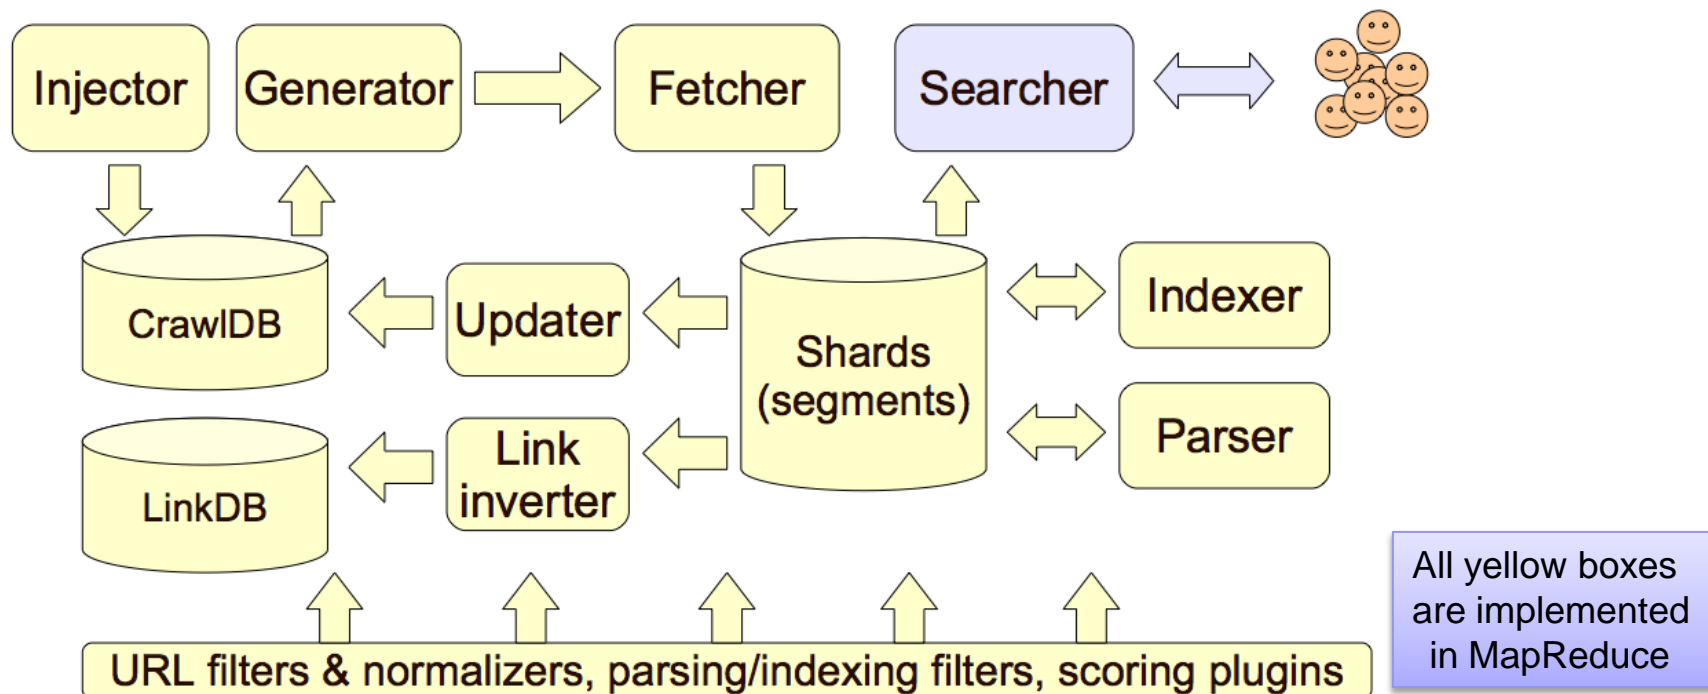 Injector
Generator
Fetcher
Searcher
CrawlDB
Updater
Shards
(segments)
Indexer
LinkDB
Link
inverter
Parser
URL filters & normalizers, parsing/indexing filters, scoring plugins
All yellow boxes
are implemented
in MapReduce